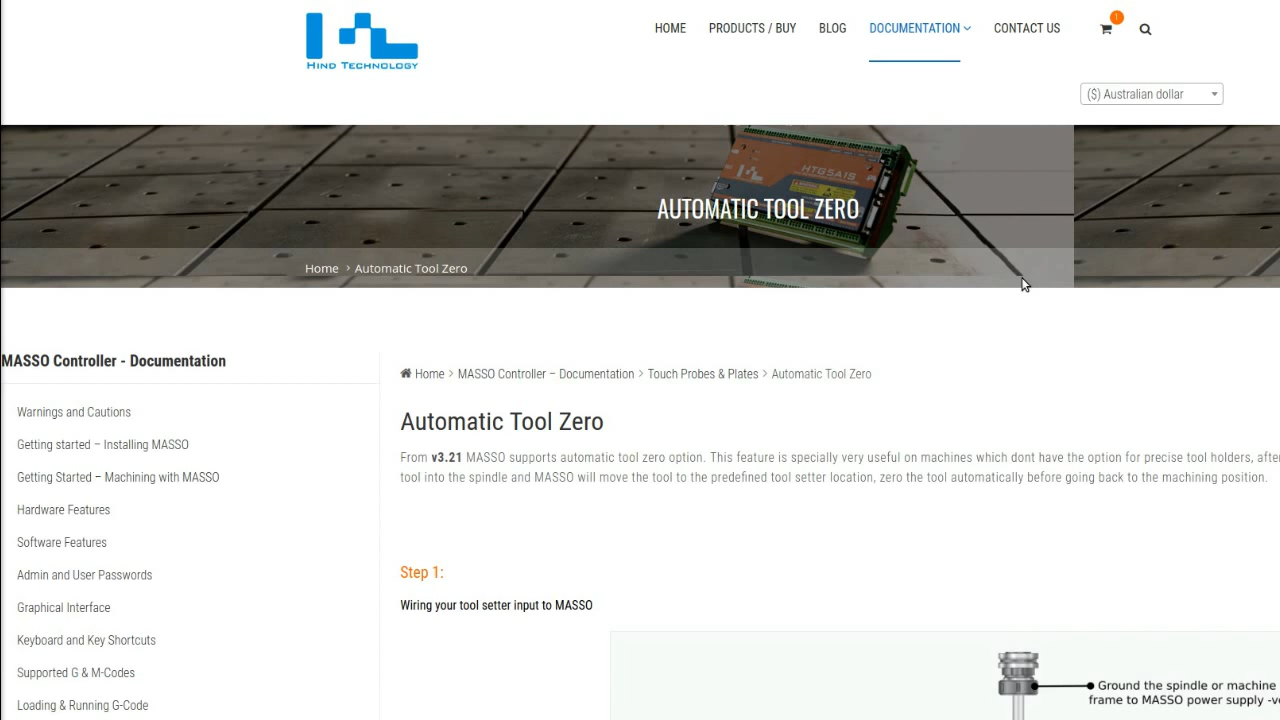 HIND TECHNOLOGY
HOME PRODUCTS / BUY BLOG DOCUMENTATION CONTACT US
1
($) Australian dollar
HTG5A1S
AUTOMATIC TOOL ZERO
Home › Automatic Tool Zero
MASSO Controller - Documentation
Warnings and Cautions
Getting started – Installing MASSO
Getting Started – Machining with MASSO
Hardware Features
Software Features
Admin and User Passwords
Graphical Interface
Keyboard and Key Shortcuts
Supported G & M-Codes
Loading & Running G-Code
Home > MASSO Controller – Documentation > Touch Probes & Plates > Automatic Tool Zero
Automatic Tool Zero
From v3.21 MASSO supports automatic tool zero option. This feature is specially very useful on machines which dont have the option for precise tool holders, after
tool into the spindle and MASSO will move the tool to the predefined tool setter location, zero the tool automatically before going back to the machining position.
Step 1:
Wiring your tool setter input to MASSO
Ground the spindle or machine
frame to MASSO power supply